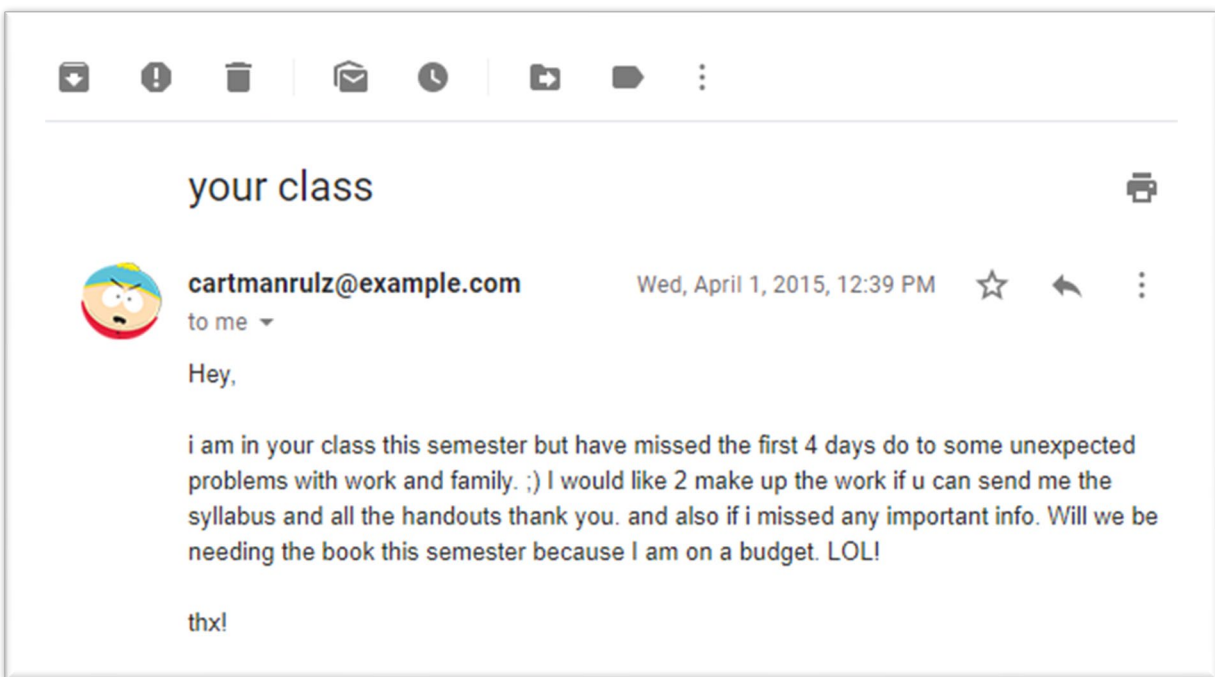 your class
cartmanrulz@example.com Wed, April 1, 2015, 12:39 PM
to me
Hey,
i am in your class this semester but have missed the first 4 days do to some unexpected
problems with work and family. ;) I would like 2 make up the work if u can send me the
syllabus and all the handouts thank you. and also if i missed any important info. Will we be
needing the book this semester because I am on a budget. LOL!
thx!